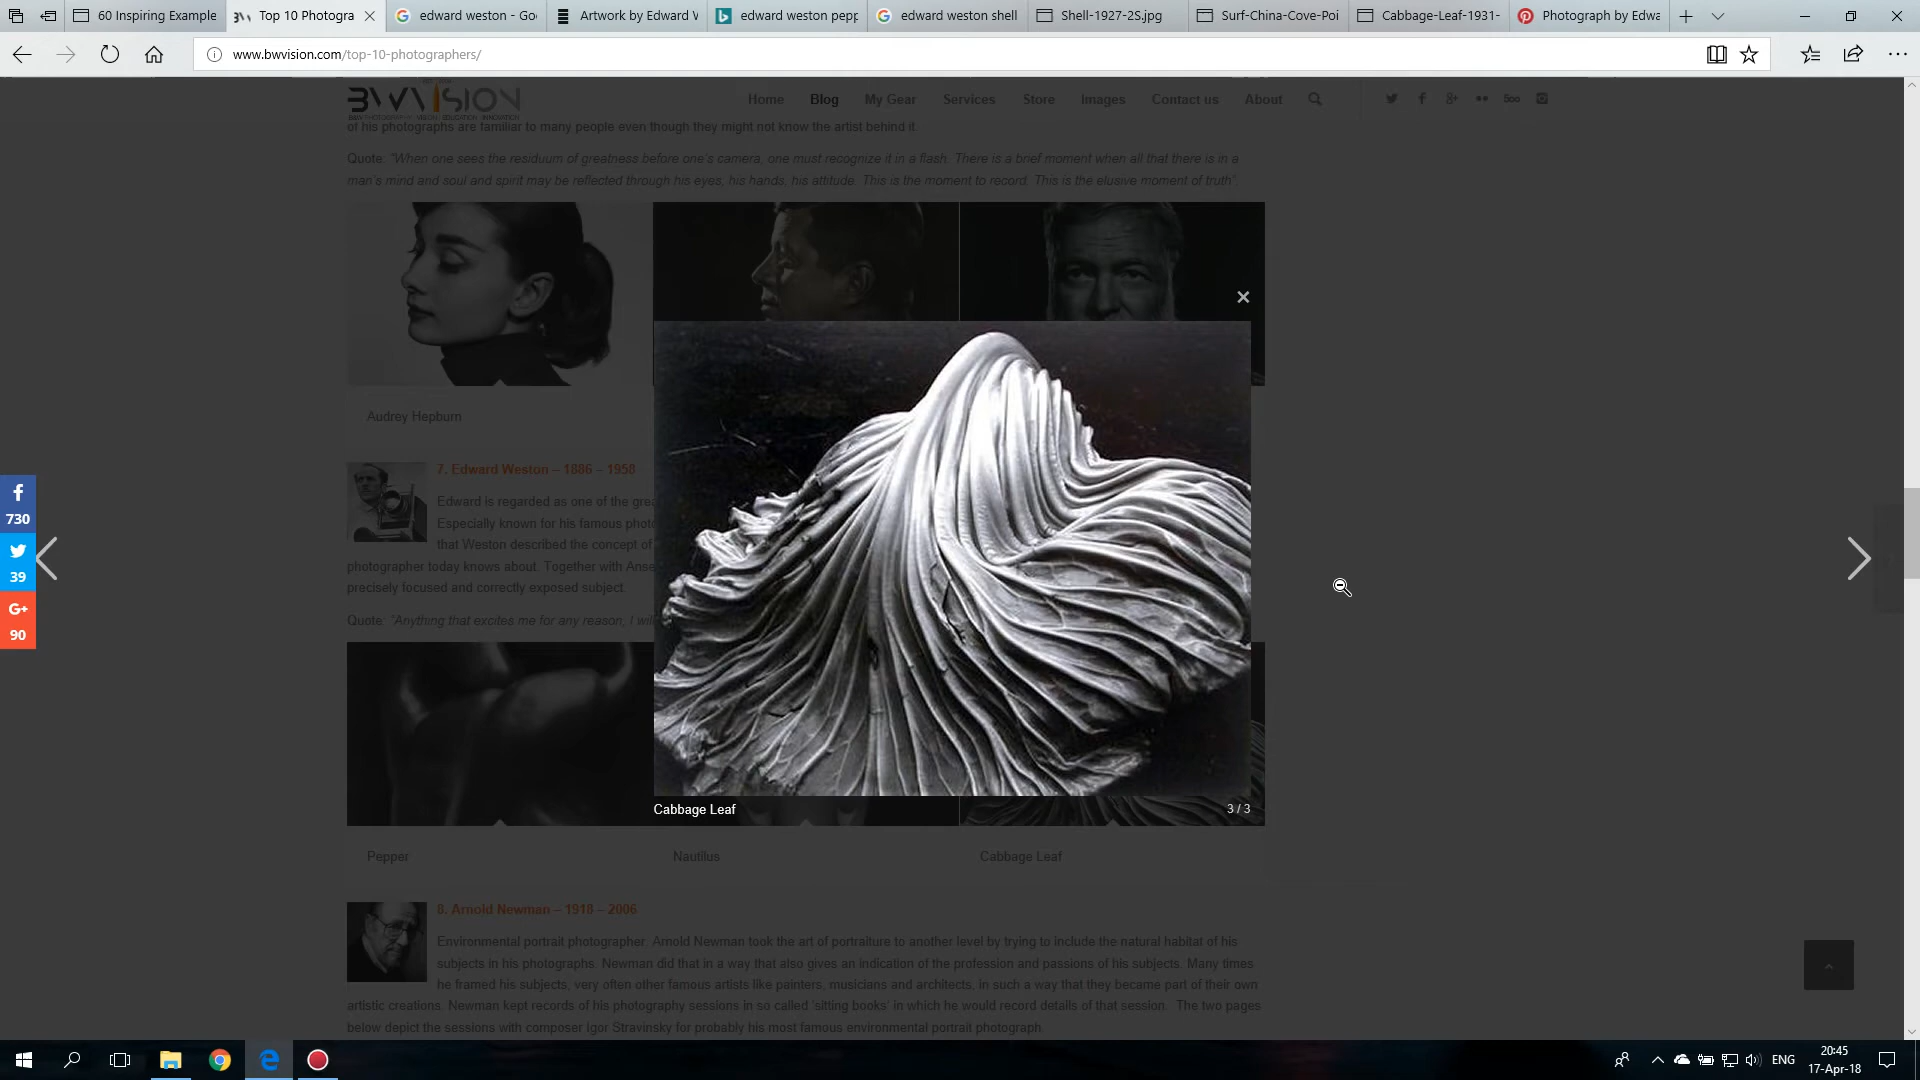 60 Inspiring Example
Top 10 Photogra
edward weston - Go
Artwork by Edward
edward weston pepp
edward weston shell
Shell-1927-2S.jpg
Surf-China-Cove-Poi
Cabbage-Leaf-1931-
Photograph by Edwa
www.bwvision.com/top-10-photographers/
BWVISION
Home Blog My Gear Services Store Images Contact us About
of his photographs are familiar to many people even though they might not know the artist behind it
Quote: "When one sees the residuum of greatness before one's camera, one must recognize it in a flash. There is a brief moment when all that there is in a
man's mind and soul and spirit may be reflected through his eyes, his hands, his attitude. This is the moment to record. This is the elusive moment of truth".
Audrey Hepburn
7. Edward Weston – 1886 – 1958
Edward is regarded as one of the grea
Especially known for his famous photo
that Weston described the concept of
photographer today knows about. Together with Anse
precisely focused and correctly exposed subject.
Quote: "Anything that excites me for any reason, I wil
730
39
G+
90
Cabbage Leaf 3 / 3
Pepper Nautilus Cabbage Leaf
8. Arnold Newman – 1918 – 2006
Environmental portrait photographer. Arnold Newman took the art of portraiture to another level by trying to include the natural habitat of his
subjects in his photographs. Newman did that in a way that also gives an indication of the profession and passions of his subjects. Many times
he framed his subjects, very often other famous artists like painters, musicians and architects, in such a way that they became part of their own
artistic creations. Newman kept records of his photography sessions in so called 'sitting books' in which he would record details of that session. The two pages
below depict the sessions with composer Igor Stravinsky for probably his most famous environmental portrait photograph.
ENG
20:45
17-Apr-18